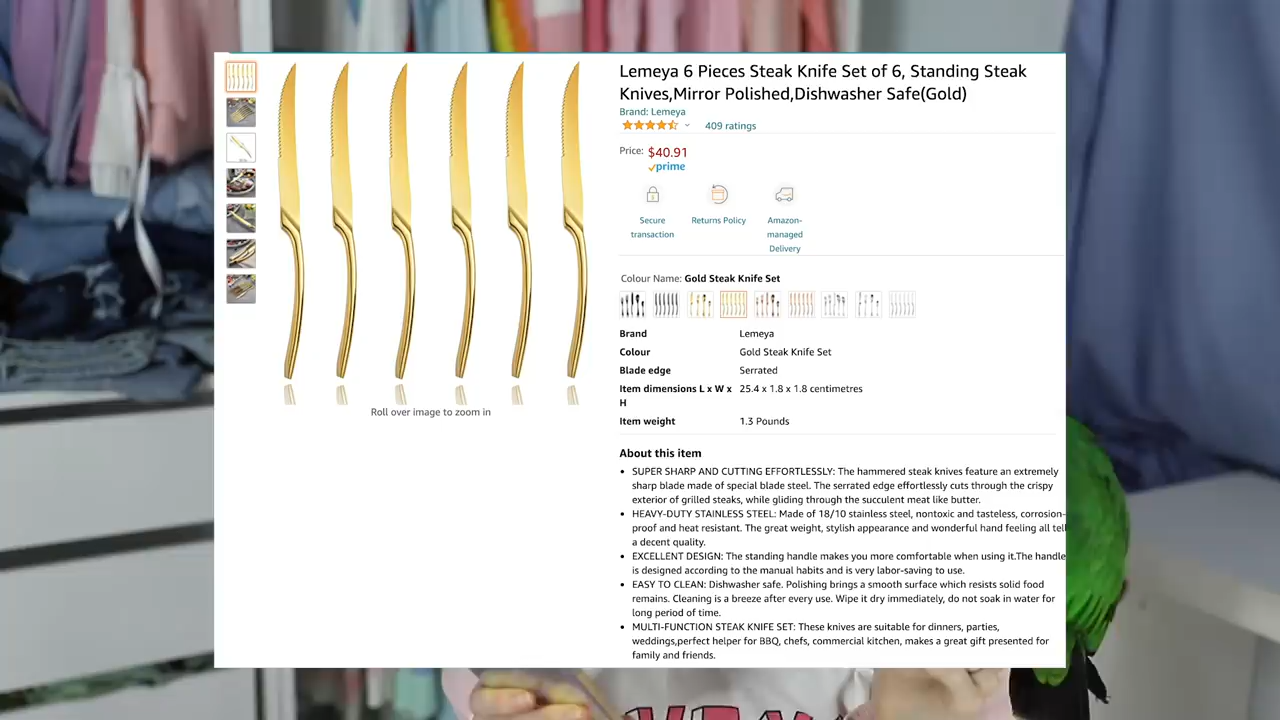 Lemeya 6 Pieces Steak Knife Set of 6, Standing Steak
Knives,Mirror Polished,Dishwasher Safe(Gold)
Brand: Lemeya
409 ratings
Price: $40.91
prime
Secure transaction
Returns Policy
Amazon-managed Delivery
Colour Name: Gold Steak Knife Set
Brand Lemeya
Colour Gold Steak Knife Set
Blade edge Serrated
Item dimensions L x W x H 25.4 x 1.8 x 1.8 centimetres
Item weight 1.3 Pounds
Roll over image to zoom in
About this item
SUPER SHARP AND CUTTING EFFORTLESSLY: The hammered steak knives feature an extremely
sharp blade made of special blade steel. The serrated edge effortlessly cuts through the crispy
exterior of grilled steaks, while gliding through the succulent meat like butter.
HEAVY-DUTY STAINLESS STEEL: Made of 18/10 stainless steel, nontoxic and tasteless, corrosion-
proof and heat resistant. The great weight, stylish appearance and wonderful hand feeling all tell
a decent quality.
EXCELLENT DESIGN: The standing handle makes you more comfortable when using it.The handle
is designed according to the manual habits and is very labor-saving to use.
EASY TO CLEAN: Dishwasher safe. Polishing brings a smooth surface which resists solid food
remains. Cleaning is a breeze after every use. Wipe it dry immediately, do not soak in water for
long period of time.
MULTI-FUNCTION STEAK KNIFE SET: These knives are suitable for dinners, parties,
weddings,perfect helper for BBQ, chefs, commercial kitchen, makes a great gift presented for
family and friends.